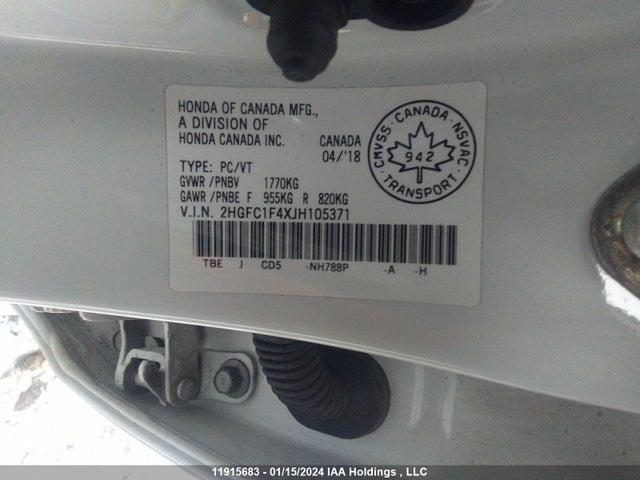 HONDA OF CANADA MFG.,
A DIVISION OF
HONDA CANADA INC. CANADA
04/'18
TYPE: PC/VT
GVWR /PNBV 1770KG
GAWR /PNBE F 955KG R 820KG
V.I.N. 2HGFC1F4XJH105371
TBE J CD5 -NH788P -A -H
CMVSS · CANADA · NSVAC
942
TRANSPORT
11915683 - 01/15/2024 IAA Holdings , LLC